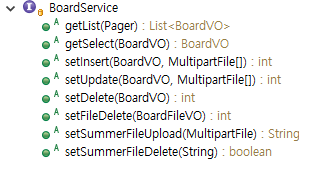 BoardService
getList(Pager) : List<BoardVO>
getSelect(BoardVO) : BoardVO
setInsert(BoardVO, MultipartFile[]) : int
setUpdate(BoardVO, MultipartFile[]) : int
setDelete(BoardVO) : int
setFileDelete(BoardFileVO) : int
setSummerFileUpload(MultipartFile) : String
setSummerFileDelete(String) : boolean